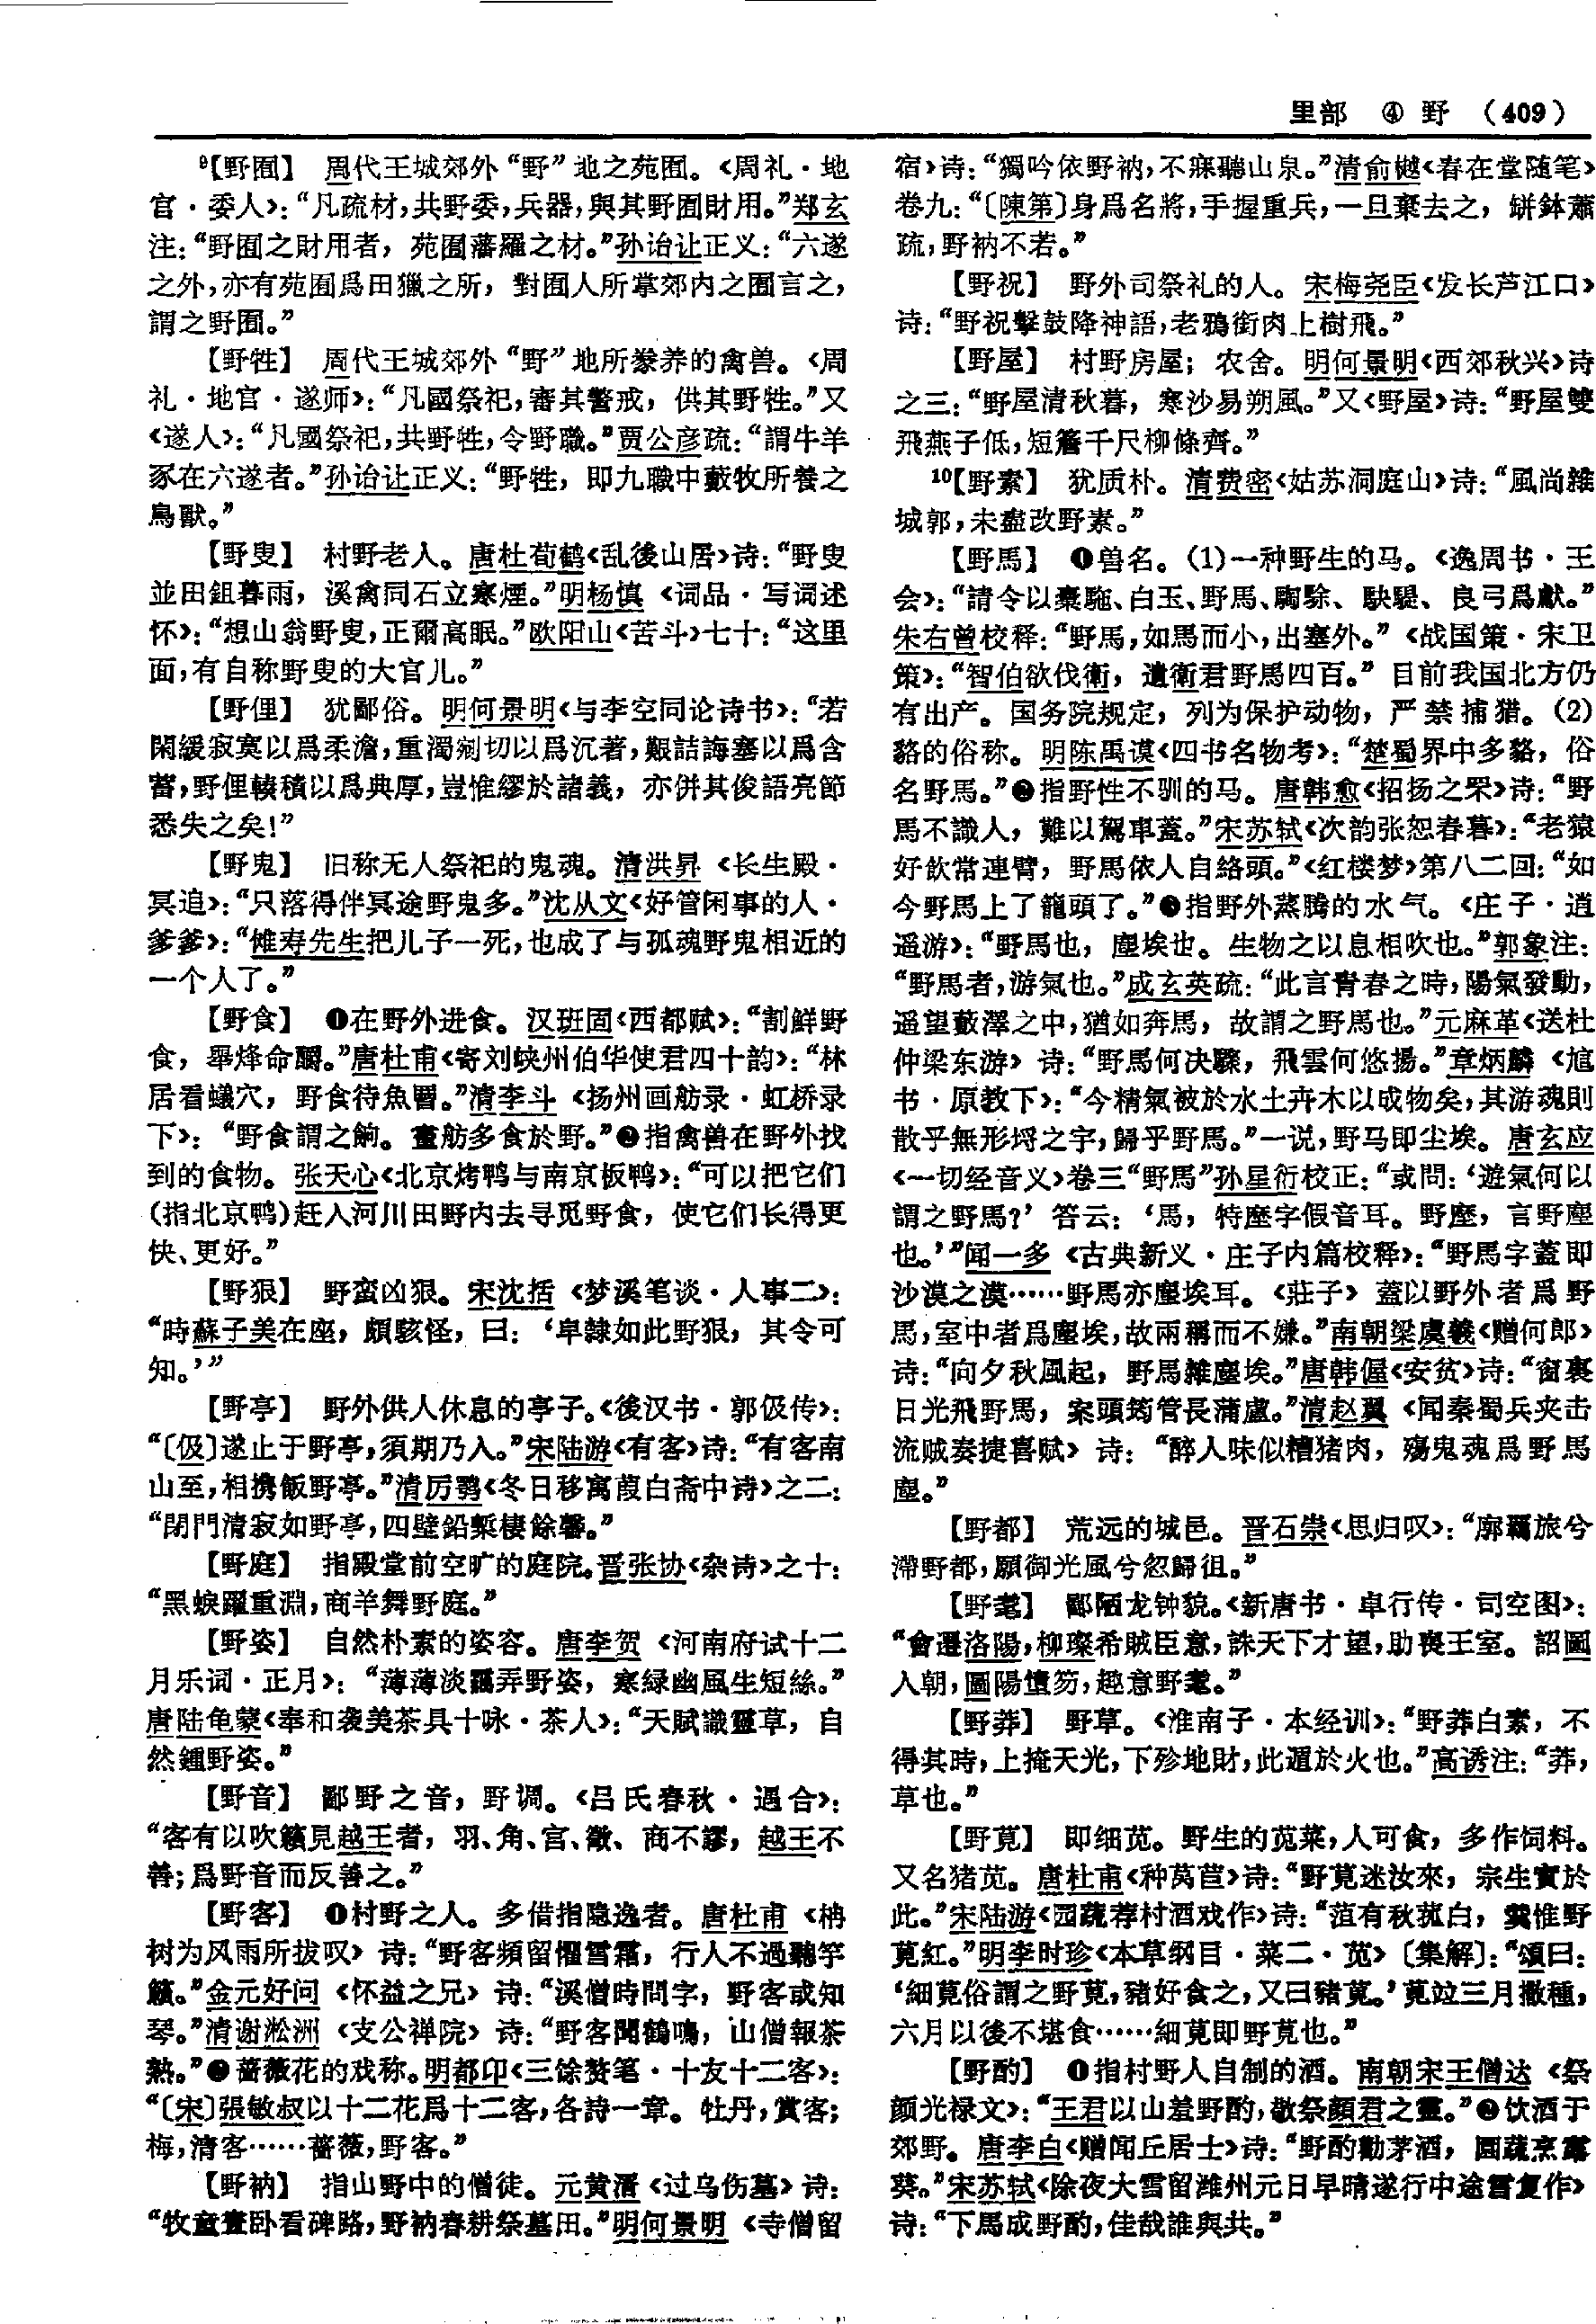 里部 ④ 野 （409）
⁹【野囿】 周代王城郊外“野”地之苑囿。《周礼·地
官·委人》：“凡疏材，共野委，兵器，與其野囿財用。”郑玄
注：“野囿之財用者，苑囿藩羅之材。”孙诒让正义：“六遂
之外，亦有苑囿爲田獵之所，對囿人所掌郊内之囿言之，
謂之野囿。”
【野牲】 周代王城郊外“野”地所豢养的禽兽。《周
礼·地官·遂师》：“凡國祭祀，審其誓戒，供其野牲。”又
《遂人》：“凡國祭祀，共野牲，令野職。”贾公彦疏：“謂牛羊
豕在六遂者。”孙诒让正义：“野牲，即九職中藪牧所養之
鳥獸。”
【野叟】 村野老人。唐杜荀鹤《乱後山居》诗：“野叟
並田鉏暮雨，溪禽同石立寒煙。”明杨慎《词品·写词述
怀》：“想山翁野叟，正爾高眠。”欧阳山《苦斗》七十：“这里
面，有自称野叟的大官儿。”
【野俚】 犹鄙俗。明何景明《与李空同论诗书》：“若
閑緩寂寞以爲柔澹，重濁剜切以爲沉著，艱詰晦塞以爲含
蓄，野俚輳積以爲典厚，豈惟繆於諸義，亦併其俊語亮節
悉失之矣！”
【野鬼】 旧称无人祭祀的鬼魂。清洪昇《长生殿·
冥追》：“只落得伴冥途野鬼多。”沈从文《好管闲事的人·
爹爹》：“傩寿先生把儿子一死，也成了与孤魂野鬼相近的
一个人了。”
【野食】 ❶在野外进食。汉班固《西都赋》：“割鮮野
食，舉烽命釂。”唐杜甫《寄刘峡州伯华使君四十韵》：“林
居看蟻穴，野食待魚罾。”清李斗《扬州画舫录·虹桥录
下》：“野食謂之餉。畫舫多食於野。”❷指禽兽在野外找
到的食物。张天心《北京烤鸭与南京板鸭》：“可以把它们
（指北京鸭）赶入河川田野内去寻觅野食，使它们长得更
快、更好。”
【野狠】 野蛮凶狠。宋沈括《梦溪笔谈·人事二》：
“時蘇子美在座，頗駭怪，曰：‘皁隸如此野狠，其令可
知。’”
【野亭】 野外供人休息的亭子。《後汉书·郭伋传》：
“〔伋〕遂止于野亭，須期乃入。”宋陆游《有客》诗：“有客南
山至，相携飯野亭。”清厉鹗《冬日移寓葭白斋中诗》之二：
“閉門清寂如野亭，四壁鉛槧棲餘馨。”
【野庭】 指殿堂前空旷的庭院。晋张协《杂诗》之十：
“黑蜧躍重淵，商羊舞野庭。”
【野姿】 自然朴素的姿容。唐李贺《河南府试十二
月乐词·正月》：“薄薄淡靄弄野姿，寒緑幽風生短絲。”
唐陆龟蒙《奉和袭美茶具十咏·茶人》：“天賦識靈草，自
然鍾野姿。”
【野音】 鄙野之音，野调。《吕氏春秋·遇合》：
“客有以吹籟見越王者，羽、角、宫、徵、商不謬，越王不
善；爲野音而反善之。”
【野客】 ❶村野之人。多借指隐逸者。唐杜甫《柟
树为风雨所拔叹》诗：“野客頻留懼雪霜，行人不過聽竽
籟。”金元好问《怀益之兄》诗：“溪僧時問字，野客或知
琴。”清谢淞洲《支公禅院》诗：“野客聞鶴鳴，山僧報茶
熟。”❷蔷薇花的戏称。明都卬《三馀赘笔·十友十二客》：
“〔宋〕張敏叔以十二花爲十二客，各詩一章。牡丹，賞客；
梅，清客……薔薇，野客。”
【野衲】 指山野中的僧徒。元黄溍《过乌伤墓》诗：
“牧童晝卧看碑路，野衲春耕祭墓田。”明何景明《寺僧留
宿》诗：“獨吟依野衲，不寐聽山泉。”清俞樾《春在堂随笔》
卷九：“〔陳第〕身爲名將，手握重兵，一旦棄去之，缾鉢蕭
疏，野衲不若。”
【野祝】 野外司祭礼的人。宋梅尧臣《发长芦江口》
诗：“野祝擊鼓降神語，老鴉銜肉上樹飛。”
【野屋】 村野房屋；农舍。明何景明《西郊秋兴》诗
之三：“野屋清秋暮，寒沙易朔風。”又《野屋》诗：“野屋雙
飛燕子低，短簷千尺柳條齊。”
¹⁰【野素】 犹质朴。清费密《姑苏洞庭山》诗：“風尚雜
城郭，未盡改野素。”
【野馬】 ❶兽名。（1）一种野生的马。《逸周书·王
会》：“請令以橐駞、白玉、野馬、騊駼、駃騠、良弓爲獻。”
朱右曾校释：“野馬，如馬而小，出塞外。”《战国策·宋卫
策》：“智伯欲伐衛，遺衛君野馬四百。”目前我国北方仍
有出产。国务院规定，列为保护动物，严禁捕猎。（2）
貉的俗称。明陈禹谟《四书名物考》：“楚蜀界中多貉，俗
名野馬。”❷指野性不驯的马。唐韩愈《招扬之罘》诗：“野
馬不識人，難以駕車蓋。”宋苏轼《次韵张恕春暮》：“老猿
好飲常連臂，野馬依人自絡頭。”《红楼梦》第八二回：“如
今野馬上了籠頭了。”❸指野外蒸腾的水气。《庄子·逍
遥游》：“野馬也，塵埃也。生物之以息相吹也。”郭象注：
“野馬者，游氣也。”成玄英疏：“此言青春之時，陽氣發動，
遥望藪澤之中，猶如奔馬，故謂之野馬也。”元麻革《送杜
仲梁东游》诗：“野馬何决驟，飛雲何悠揚。”章炳麟《訄
书·原教下》：“今精氣被於水土卉木以成物矣，其游魂則
散乎無形埒之宇，歸乎野馬。”一说，野马即尘埃。唐玄应
《一切经音义》卷三“野馬”孙星衍校正：“或問：‘遊氣何以
謂之野馬？’答云：‘馬，特塺字假音耳。野塺，言野塵
也。’”闻一多《古典新义·庄子内篇校释》：“野馬字蓋即
沙漠之漠……野馬亦塵埃耳。《莊子》蓋以野外者爲野
馬，室中者爲塵埃，故兩稱而不嫌。”南朝梁虞羲《赠何郎》
诗：“向夕秋風起，野馬雜塵埃。”唐韩偓《安贫》诗：“窗裏
日光飛野馬，案頭筠管長蒲盧。”清赵翼《闻秦蜀兵夹击
流贼奏捷喜赋》诗：“醉人味似糟猪肉，殤鬼魂爲野馬
塵。”
【野都】 荒远的城邑。晋石崇《思归叹》：“廓羇旅兮
滯野都，願御光風兮忽歸徂。”
【野耄】 鄙陋龙钟貌。《新唐书·卓行传·司空图》：
“會遷洛陽，柳璨希賊臣意，誅天下才望，助喪王室。詔圖
入朝，圖陽墮笏，趣意野耄。”
【野莽】 野草。《淮南子·本经训》：“野莽白素，不
得其時，上掩天光，下殄地財，此遁於火也。”高诱注：“莽，
草也。”
【野莧】 即细苋。野生的苋菜，人可食，多作饲料。
又名猪苋。唐杜甫《种莴苣》诗：“野莧迷汝來，宗生實於
此。”宋陆游《园蔬荐村酒戏作》诗：“菹有秋菰白，羹惟野
莧紅。”明李时珍《本草纲目·菜二·苋》〔集解〕：“頌曰：
‘細莧俗謂之野莧，豬好食之，又曰豬莧。’莧竝三月撒種，
六月以後不堪食……細莧即野莧也。”
【野酌】 ❶指村野人自制的酒。南朝宋王僧达《祭
颜光禄文》：“王君以山羞野酌，敬祭顔君之靈。”❷饮酒于
郊野。唐李白《赠闾丘居士》诗：“野酌勸茅酒，園蔬烹露
葵。”宋苏轼《除夜大雪留潍州元日早晴遂行中途雪复作》
诗：“下馬成野酌，佳哉誰與共。”